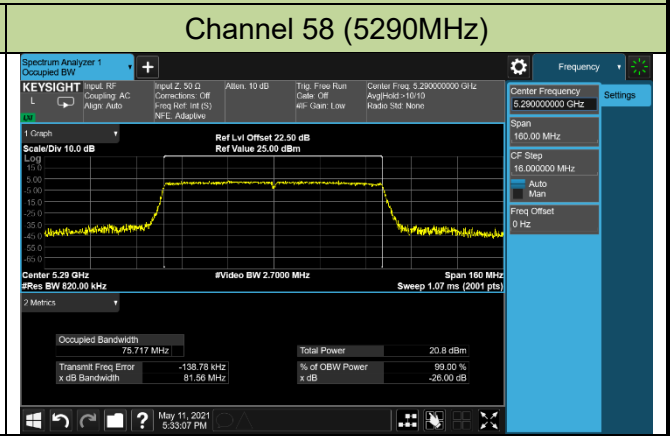 Channel 58 (5290MHz)
Spectrum Analyzer 1
Occupied BW
+
Frequency
KEYSIGHT
L
LM
Input: RF
Coupling: AC
Align: Auto
Input Z: 50 Ω
Corrections: Off
Freq Ref: Int (S)
NFE: Adaptive
Atten: 10 dB
Trig: Free Run
Gate: Off
#IF Gain: Low
Center Freq: 5.290000000 GHz
Avg|Hold:>10/10
Radio Std: None
Center Frequency
5.290000000 GHz
Settings
Span
160.00 MHz
CF Step
16.000000 MHz
Auto
Man
Freq Offset
0 Hz
1 Graph
Scale/Div 10.0 dB
Ref Lvl Offset 22.50 dB
Ref Value 25.00 dBm
Log
15.0
5.00
-5.00
-15.0
-25.0
-35.0
-45.0
-55.0
-65.0
Center 5.29 GHz
#Res BW 820.00 kHz
#Video BW 2.7000 MHz
Span 160 MHz
Sweep 1.07 ms (2001 pts)
2 Metrics
Occupied Bandwidth
75.717 MHz
Total Power 20.8 dBm
Transmit Freq Error -138.78 kHz
% of OBW Power 99.00 %
x dB Bandwidth 81.56 MHz
x dB -26.00 dB
?
May 11, 2021
5:33:07 PM